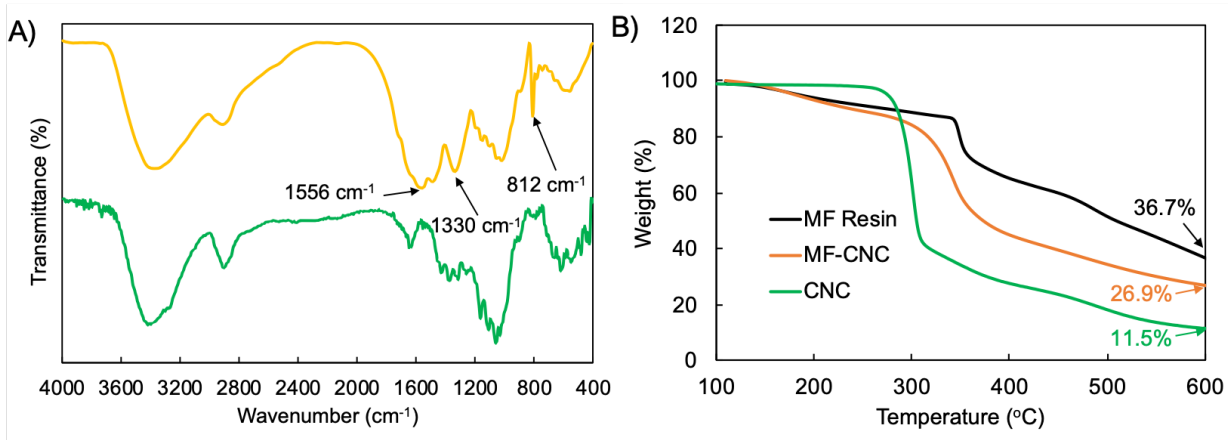 A)
Transmittance (%)
1556 cm-1
1330 cm-1
812 cm-1
4000 3600 3200 2800 2400 2000 1600 1200 800 400
Wavenumber (cm-1)
B)
Weight (%)
120
100
80
60
40
20
0
MF Resin
MF-CNC
CNC
36.7%
26.9%
11.5%
100 200 300 400 500 600
Temperature (oC)